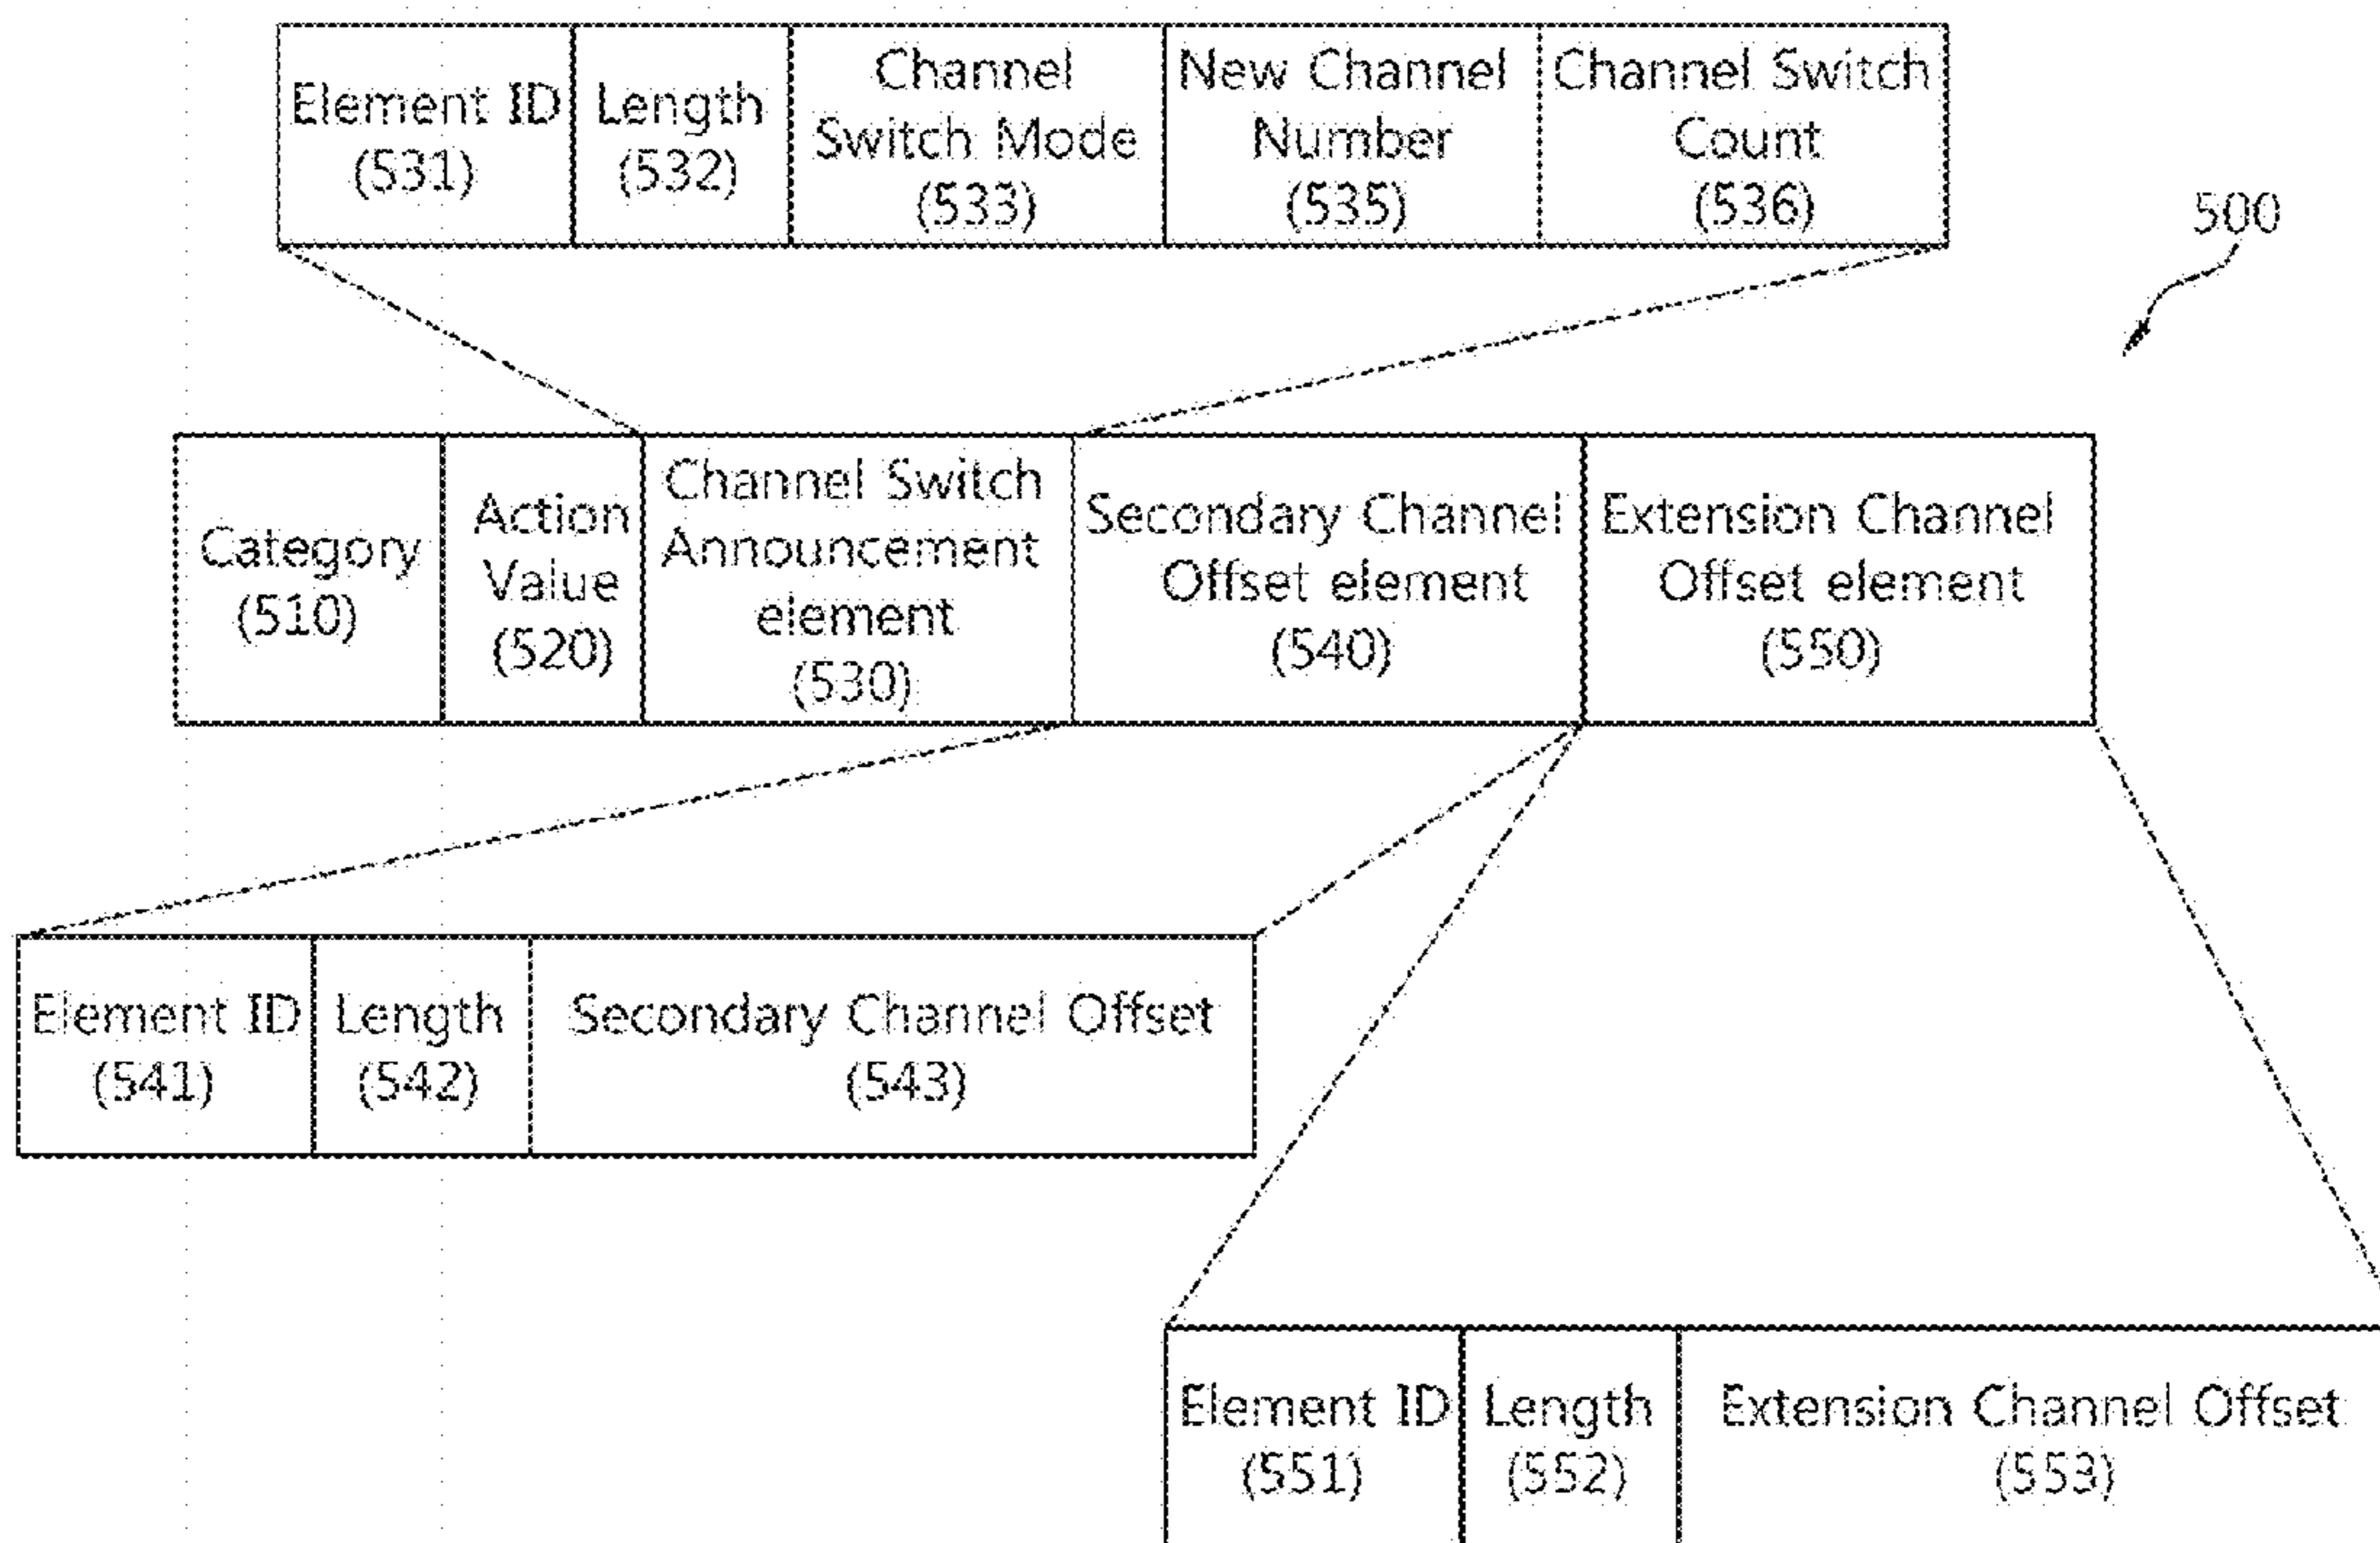 Element ID
(531)
Length
(532)
Channel
Switch Mode
(533)
New Channel
Number
(535)
Channel Switch
Count
(536)
500
Category
(510)
Action
Value
(520)
Channel Switch
Announcement
element
(530)
Secondary Channel
Offset element
(540)
Extension Channel
Offset element
(550)
Element ID
(541)
Length
(542)
Secondary Channel Offset
(543)
Element ID
(551)
Length
(552)
Extension Channel Offset
(553)